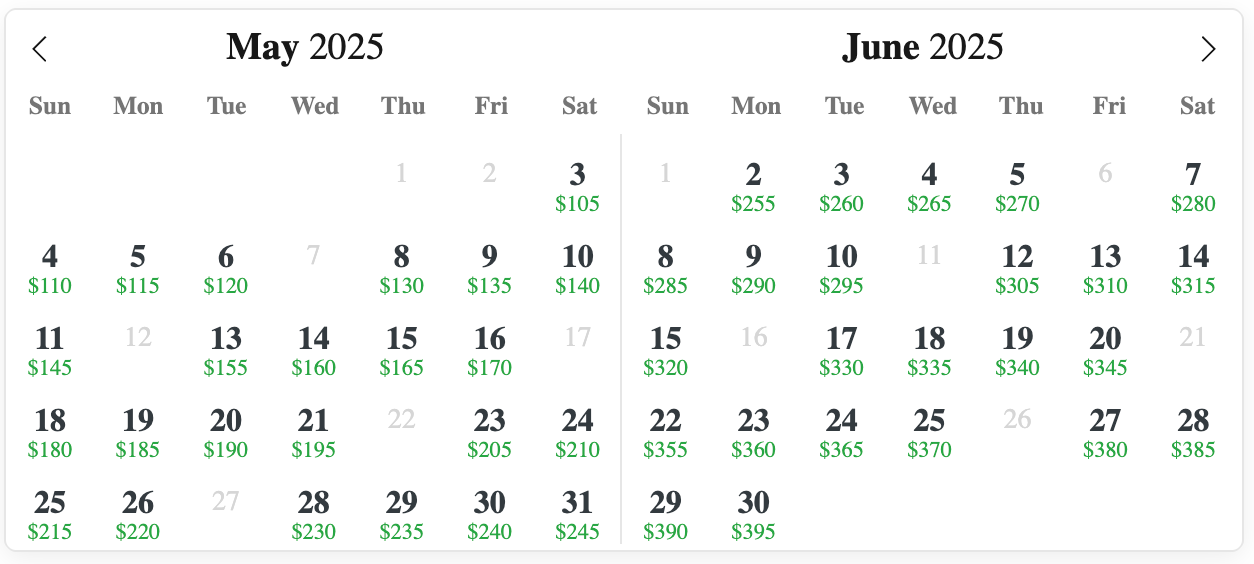 May 2025 June 2025
Sun Mon Tue Wed Thu Fri Sat Sun Mon Tue Wed Thu Fri Sat
1 2 3 1 2 3 4 5 6 7
$105 $255 $260 $265 $270 $280
4 5 6 7 8 9 10 8 9 10 11 12 13 14
$110 $115 $120 $130 $135 $140 $285 $290 $295 $305 $310 $315
11 12 13 14 15 16 17 15 16 17 18 19 20 21
$145 $155 $160 $165 $170 $320 $330 $335 $340 $345
18 19 20 21 22 23 24 22 23 24 25 26 27 28
$180 $185 $190 $195 $205 $210 $355 $360 $365 $370 $380 $385
25 26 27 28 29 30 31 29 30
$215 $220 $230 $235 $240 $245 $390 $395